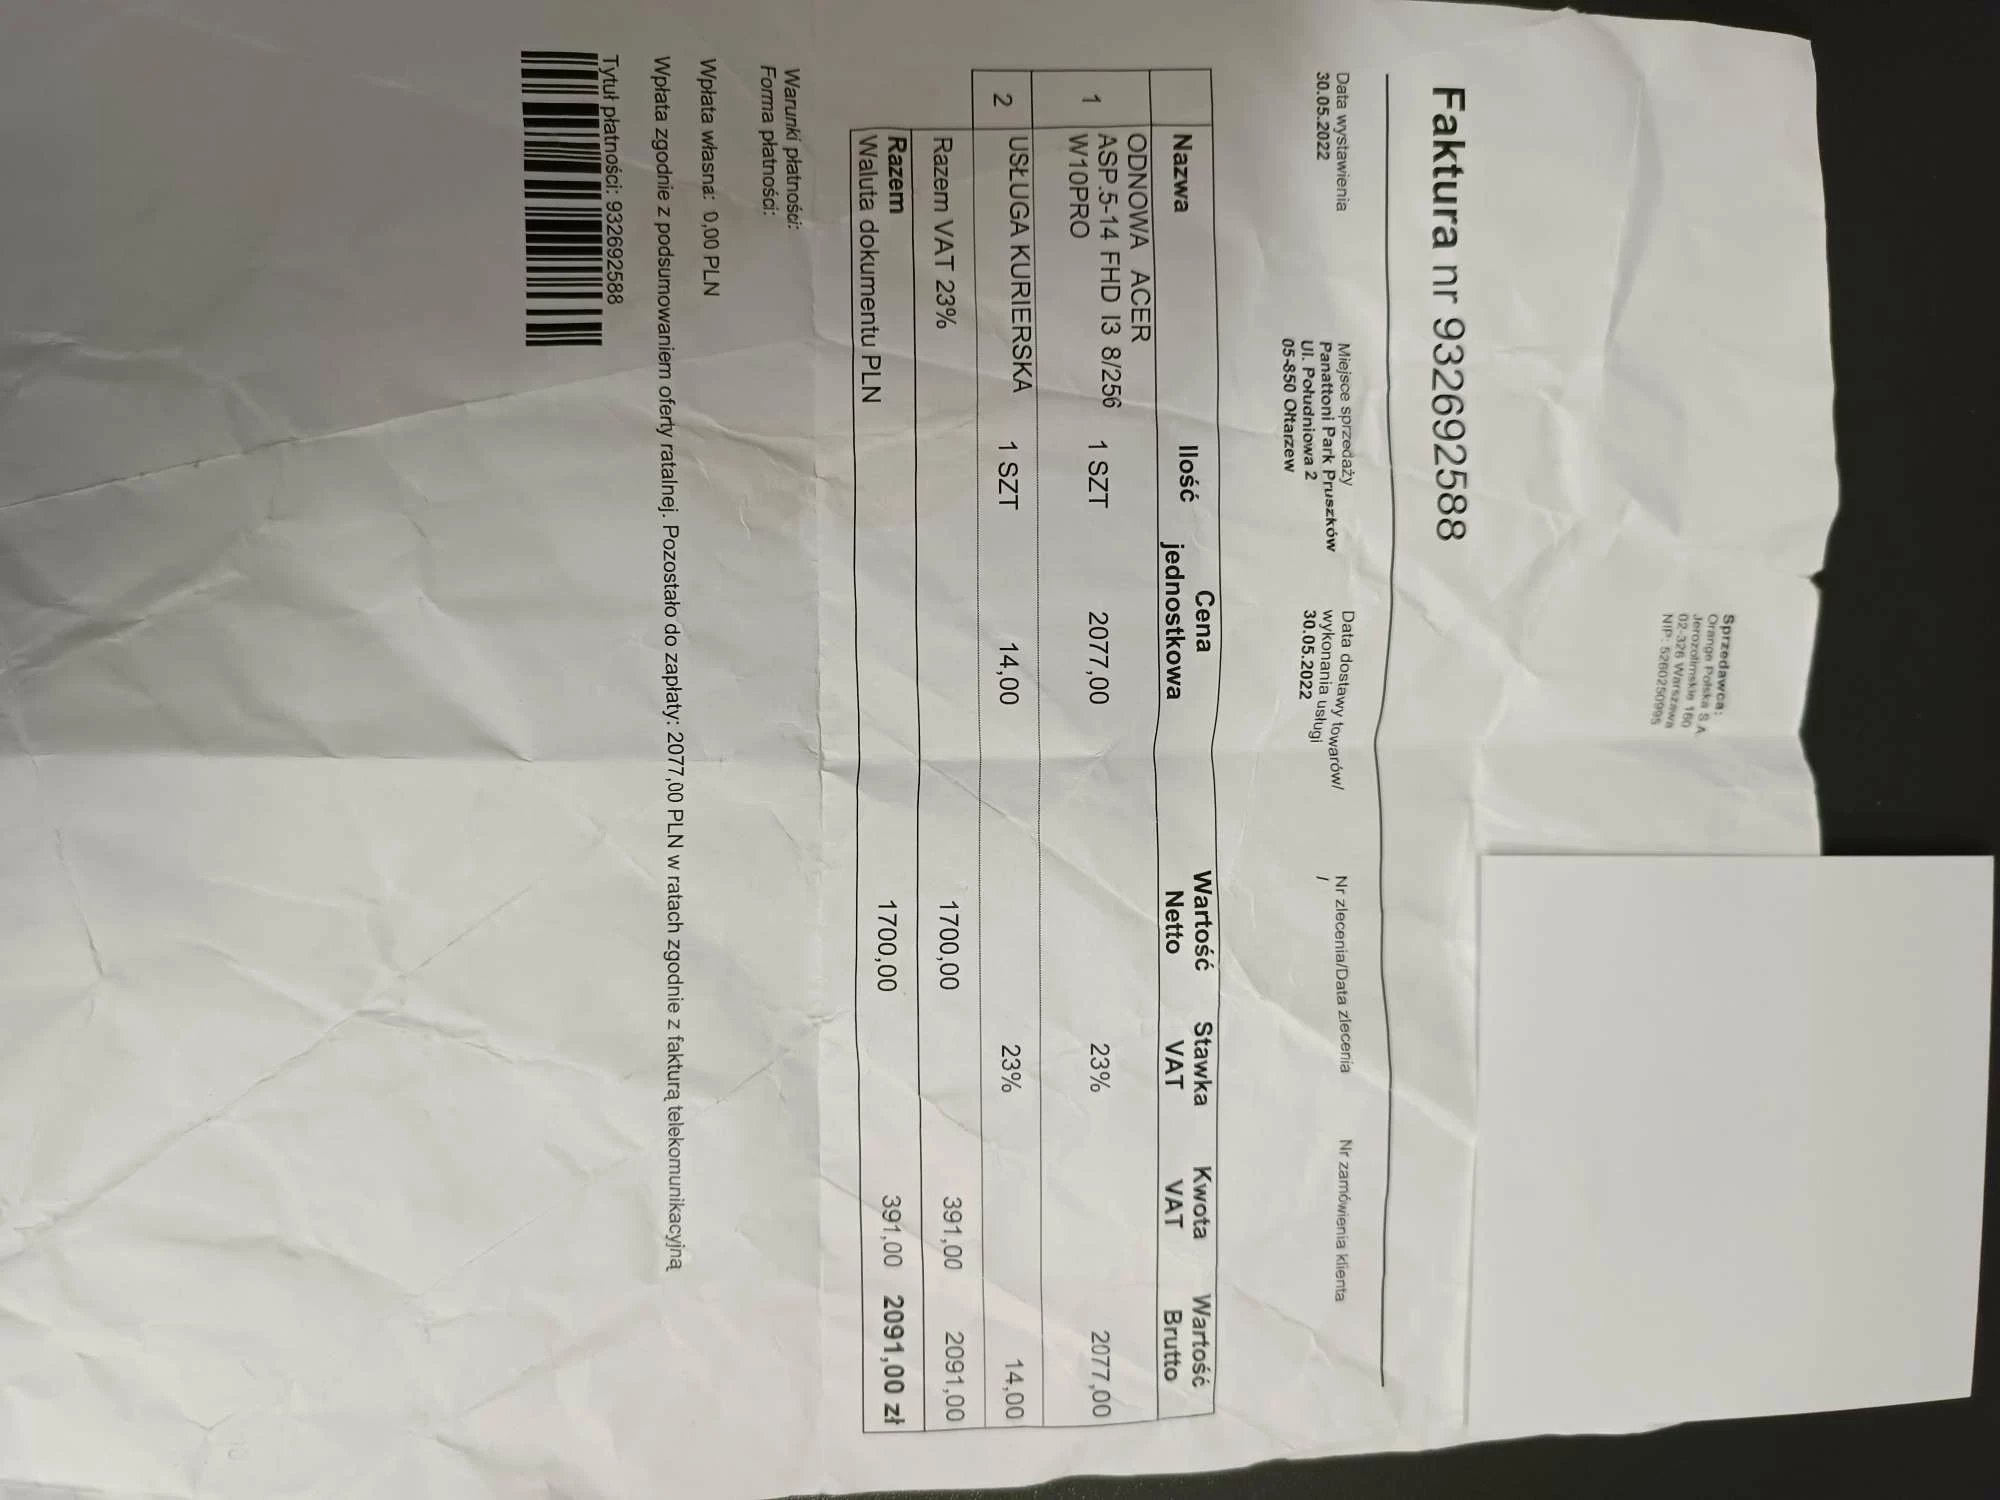 Sprzedawca:
Orange Polska S.A.
Jerozolimskie 160
02-326 Warszawa
NIP: 5260250995
Faktura nr 9326926588
Data wystawienia
30.05.2022
Miejsce sprzedaży
Panattoni Park Pruszków
Ul. Południowa 2
05-850 Ołtarzew
Data dostawy towarów/
wykonania usługi
30.05.2022
Nr zlecenia/Data zlecenia
/
Nr zamówienia klienta
Nazwa Ilość Cena jednostkowa Wartość Netto Stawka VAT Kwota VAT Wartość Brutto
ODNOWA ACER
1 ASP.5-14 FHD I3 8/256 1 SZT 2077,00 23% 2077,00
W10PRO
2 USŁUGA KURIERSKA 1 SZT 14,00 23% 14,00
Razem VAT 23% 1700,00 391,00 2091,00
Razem 1700,00 391,00 2091,00 zł
Waluta dokumentu PLN
Warunki płatności:
Forma płatności:
Wpłata własna: 0,00 PLN
Wpłata zgodnie z podsumowaniem oferty ratalnej. Pozostało do zapłaty: 2077,00 PLN w ratach zgodnie z fakturą telekomunikacyjną
Tytuł płatności: 932692588